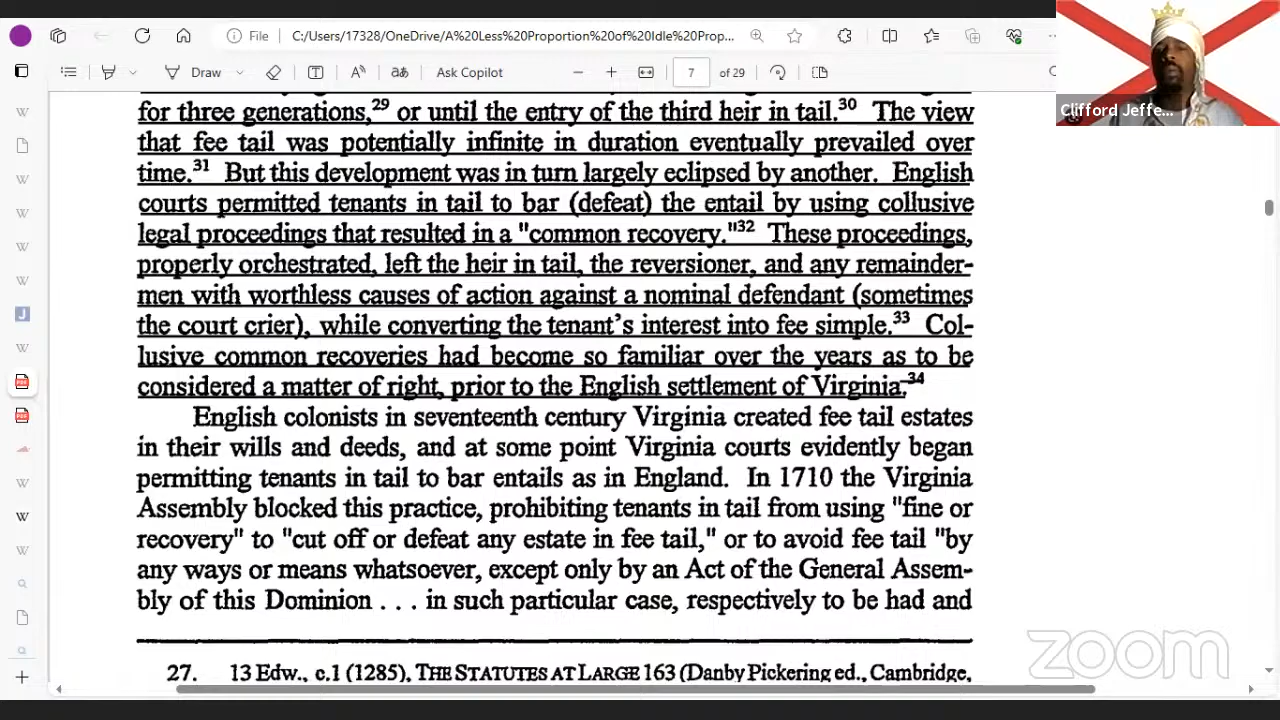 File
C:/Users/17328/OneDrive/A%20Less%20Proportion%20of%20Idle%20Prop...
Draw
Ask Copilot
7 of 29
Clifford Jeffe...
for three generations,29 or until the entry of the third heir in tail.30 The view
that fee tail was potentially infinite in duration eventually prevailed over
time.31 But this development was in turn largely eclipsed by another. English
courts permitted tenants in tail to bar (defeat) the entail by using collusive
legal proceedings that resulted in a "common recovery."32 These proceedings,
properly orchestrated, left the heir in tail, the reversioner, and any remainder-
men with worthless causes of action against a nominal defendant (sometimes
the court crier), while converting the tenant's interest into fee simple.33 Col-
lusive common recoveries had become so familiar over the years as to be
considered a matter of right, prior to the English settlement of Virginia.34
English colonists in seventeenth century Virginia created fee tail estates
in their wills and deeds, and at some point Virginia courts evidently began
permitting tenants in tail to bar entails as in England. In 1710 the Virginia
Assembly blocked this practice, prohibiting tenants in tail from using "fine or
recovery" to "cut off or defeat any estate in fee tail," or to avoid fee tail "by
any ways or means whatsoever, except only by an Act of the General Assem-
bly of this Dominion . . . in such particular case, respectively to be had and
27. 13 Edw., c.1 (1285), THE STATUTES AT LARGE 163 (Danby Pickering ed., Cambridge,
zoom